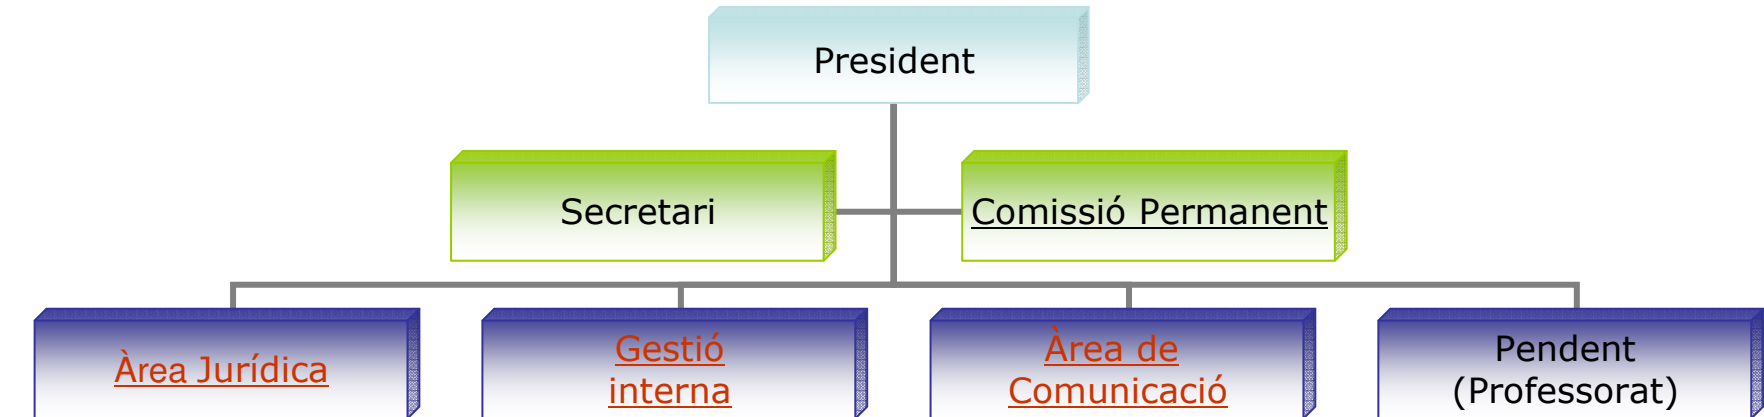 President
Secretari
Comissió Permanent
Àrea Jurídica
Gestió
interna
Àrea de
Comunicació
Pendent
(Professorat)